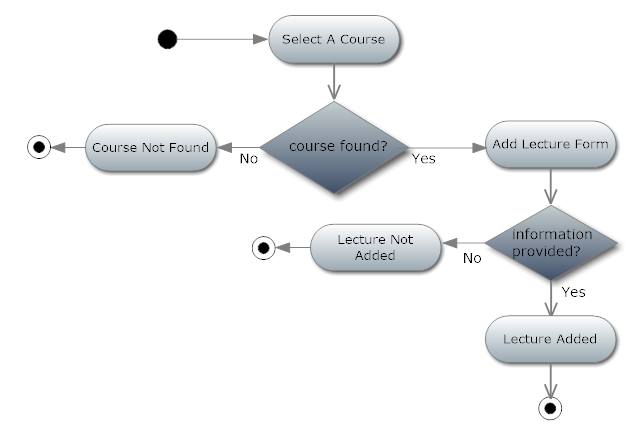 Select A Course
course found?
Course Not Found
No
Yes
Add Lecture Form
information
provided?
Lecture Not
Added
No
Yes
Lecture Added